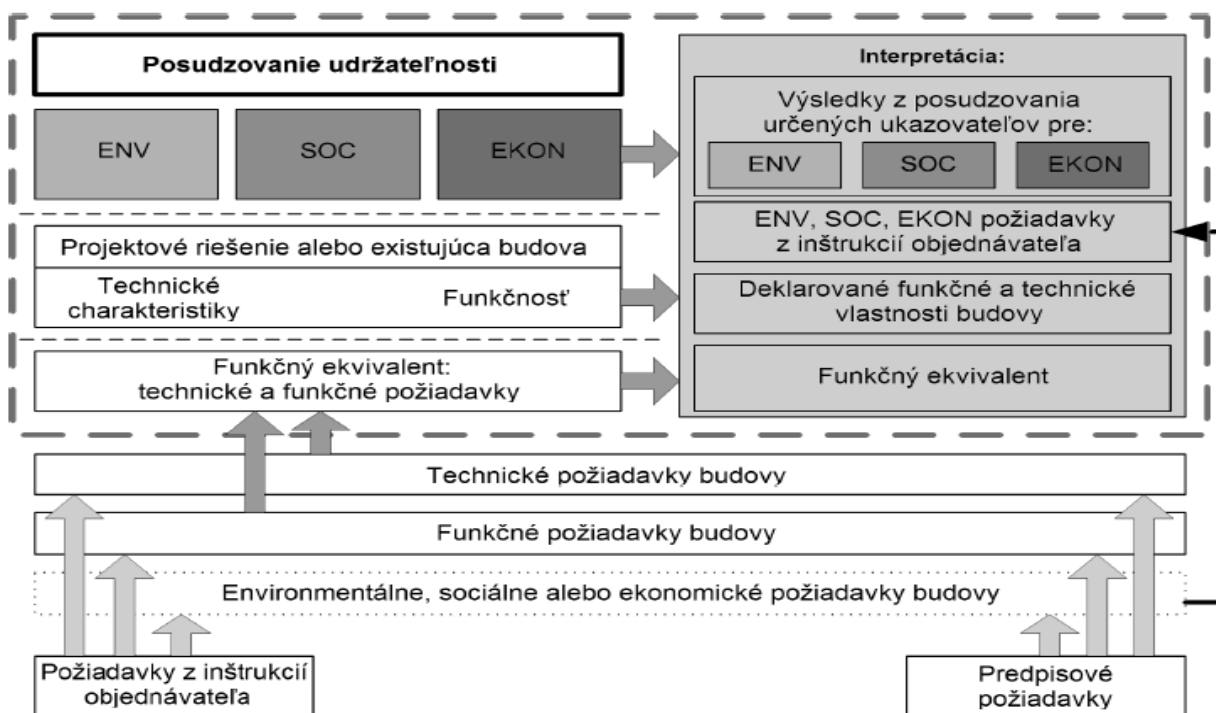 Posudzovanie udržateľnosti
ENV
SOC
EKON
Interpretácia:
Výsledky z posudzovania
určených ukazovateľov pre:
ENV
SOC
EKON
ENV, SOC, EKON požiadavky
z inštrukcií objednávateľa
Projektové riešenie alebo existujúca budova
Technické
charakteristiky
Funkčnosť
Deklarované funkčné a technické
vlastnosti budovy
Funkčný ekvivalent:
technické a funkčné požiadavky
Funkčný ekvivalent
Technické požiadavky budovy
Funkčné požiadavky budovy
Environmentálne, sociálne alebo ekonomické požiadavky budovy
Požiadavky z inštrukcií
objednávateľa
Predpisové
požiadavky